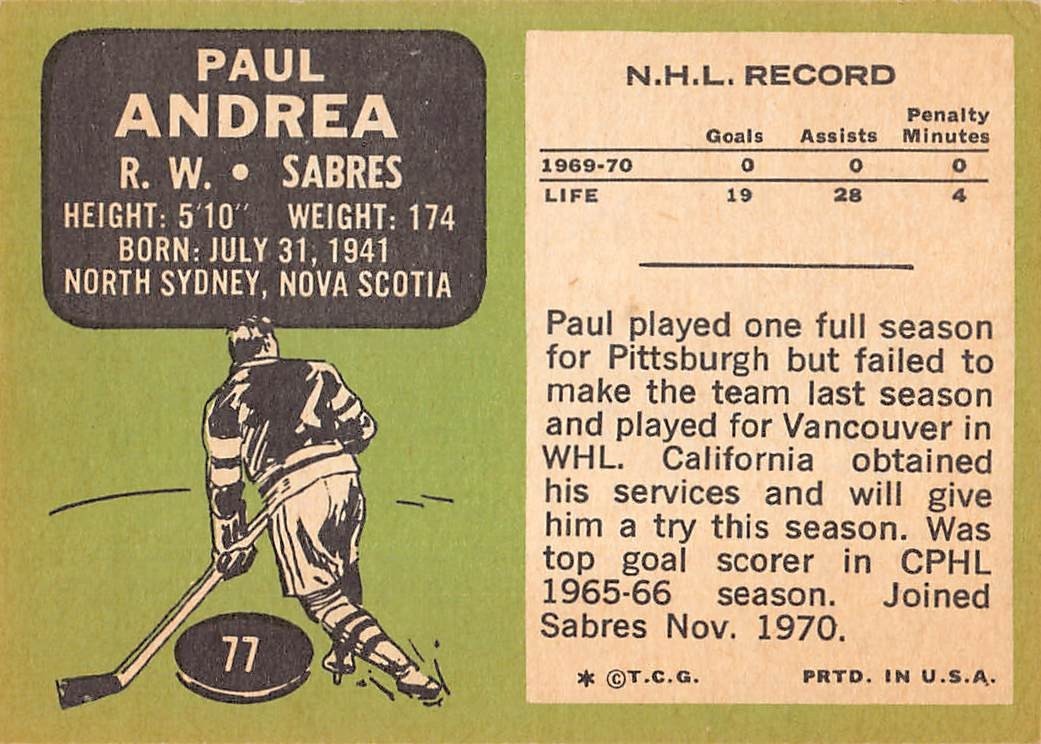 PAUL
ANDREA
R. W. • SABRES
HEIGHT: 5'10" WEIGHT: 174
BORN: JULY 31, 1941
NORTH SYDNEY, NOVA SCOTIA
77
N.H.L. RECORD
Goals Assists Penalty Minutes
1969-70 0 0 0
LIFE 19 28 4
Paul played one full season
for Pittsburgh but failed to
make the team last season
and played for Vancouver in
WHL. California obtained
his services and will give
him a try this season. Was
top goal scorer in CPHL
1965-66 season. Joined
Sabres Nov. 1970.
* ©T.C.G. PRTD. IN U.S.A.